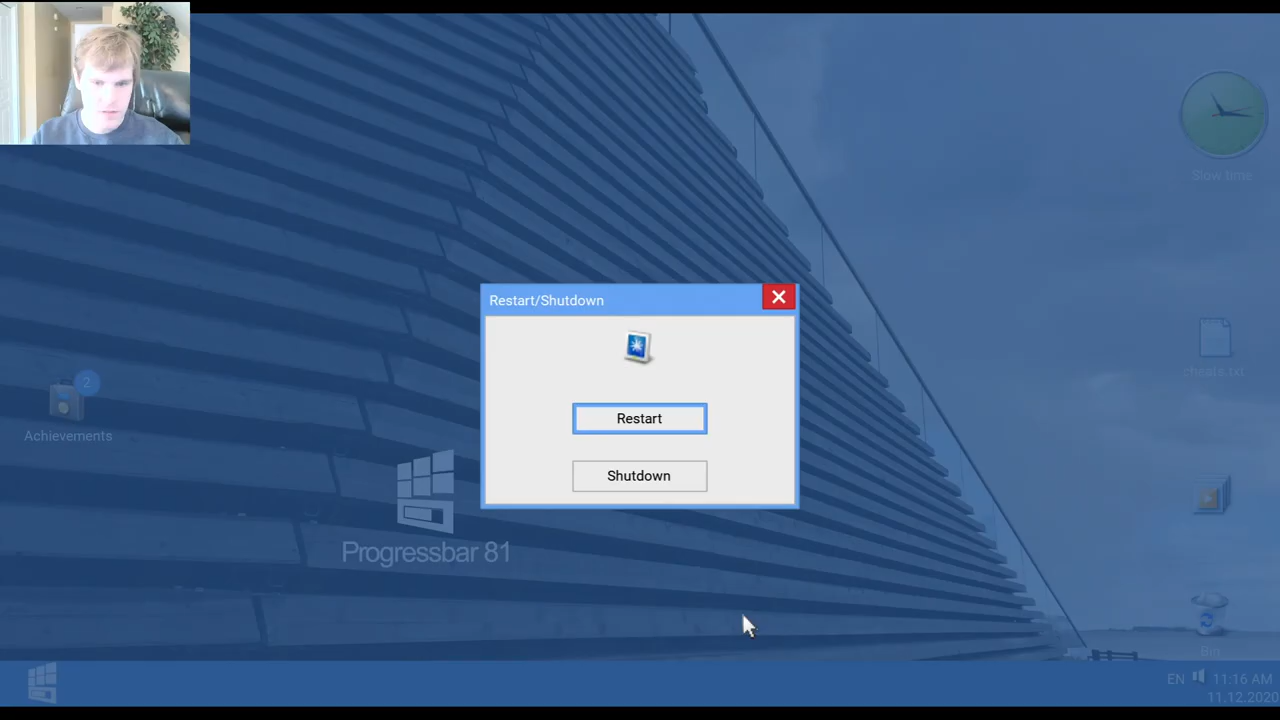 Slow time
Restart/Shutdown
Restart
Shutdown
cheats.txt
2
Achievements
Progressbar 81
Bin
EN 11:16 AM
11.12.2020